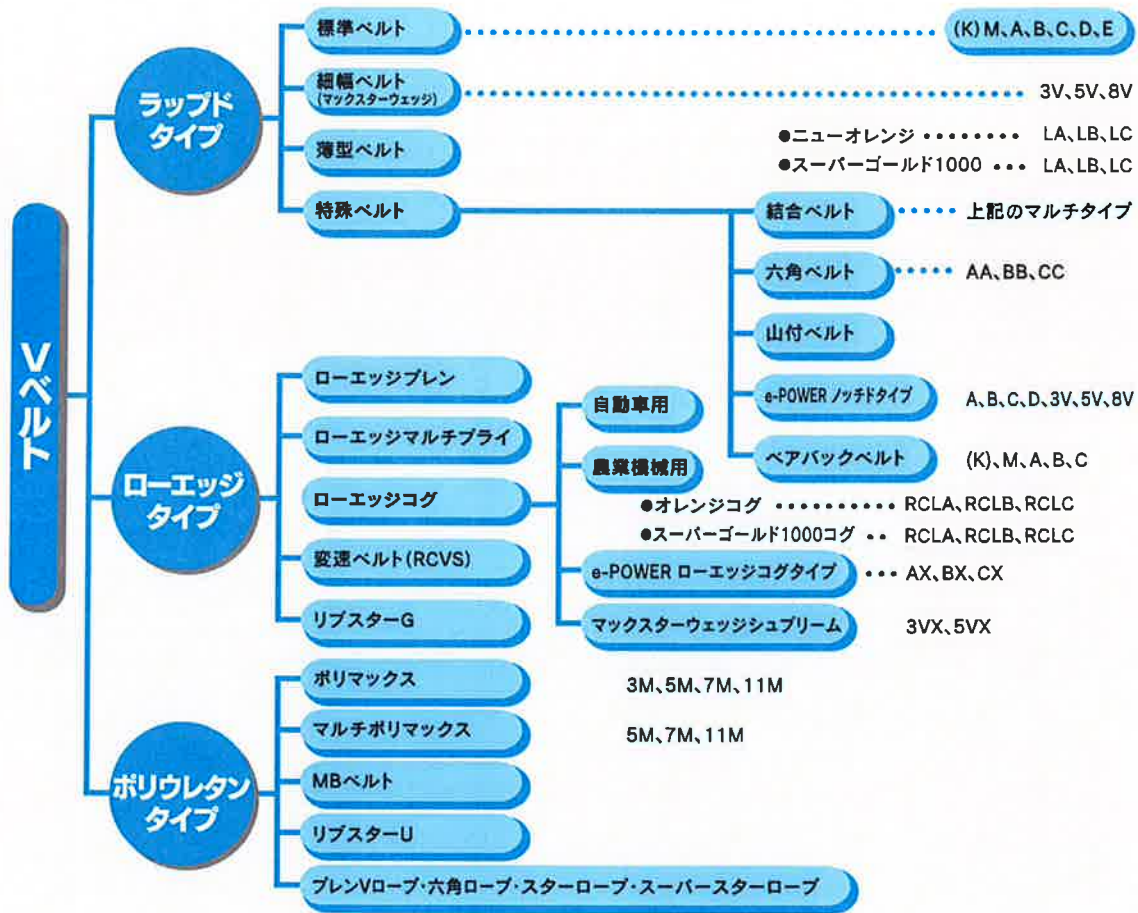 Vベルト
ラップド
タイプ
標準ベルト
(K)M、A、B、C、D、E
細幅ベルト
(マックスターウェッジ)
3V、5V、8V
薄型ベルト
●ニューオレンジ ・・・・・・・・ LA、LB、LC
●スーパーゴールド1000 ・・・ LA、LB、LC
特殊ベルト
結合ベルト ・・・・・ 上記のマルチタイプ
六角ベルト ・・・・・ AA、BB、CC
山付ベルト
e-POWER ノッチドタイプ A、B、C、D、3V、5V、8V
ベアバックベルト (K)、M、A、B、C
ローエッジ
タイプ
ローエッジプレン
ローエッジマルチプライ
ローエッジコグ
自動車用
農業機械用
●オレンジコグ ・・・・・・・・・・ RCLA、RCLB、RCLC
●スーパーゴールド1000コグ ・・ RCLA、RCLB、RCLC
e-POWER ローエッジコグタイプ ・・・ AX、BX、CX
マックスターウェッジシュプリーム 3VX、5VX
変速ベルト(RCVS)
リブスターG
ポリウレタン
タイプ
ポリマックス 3M、5M、7M、11M
マルチポリマックス 5M、7M、11M
MBベルト
リブスターU
プレンVロープ・六角ロープ・スターロープ・スーパースターロープ